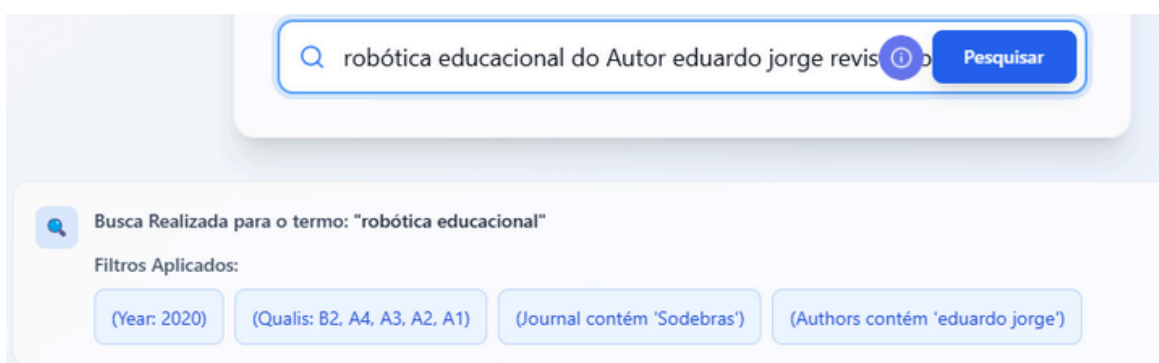 robótica educacional do Autor eduardo jorge revis
Pesquisar
Busca Realizada para o termo: "robótica educacional"
Filtros Aplicados:
(Year: 2020) (Qualis: B2, A4, A3, A2, A1) (Journal contém 'Sodebras') (Authors contém 'eduardo jorge')